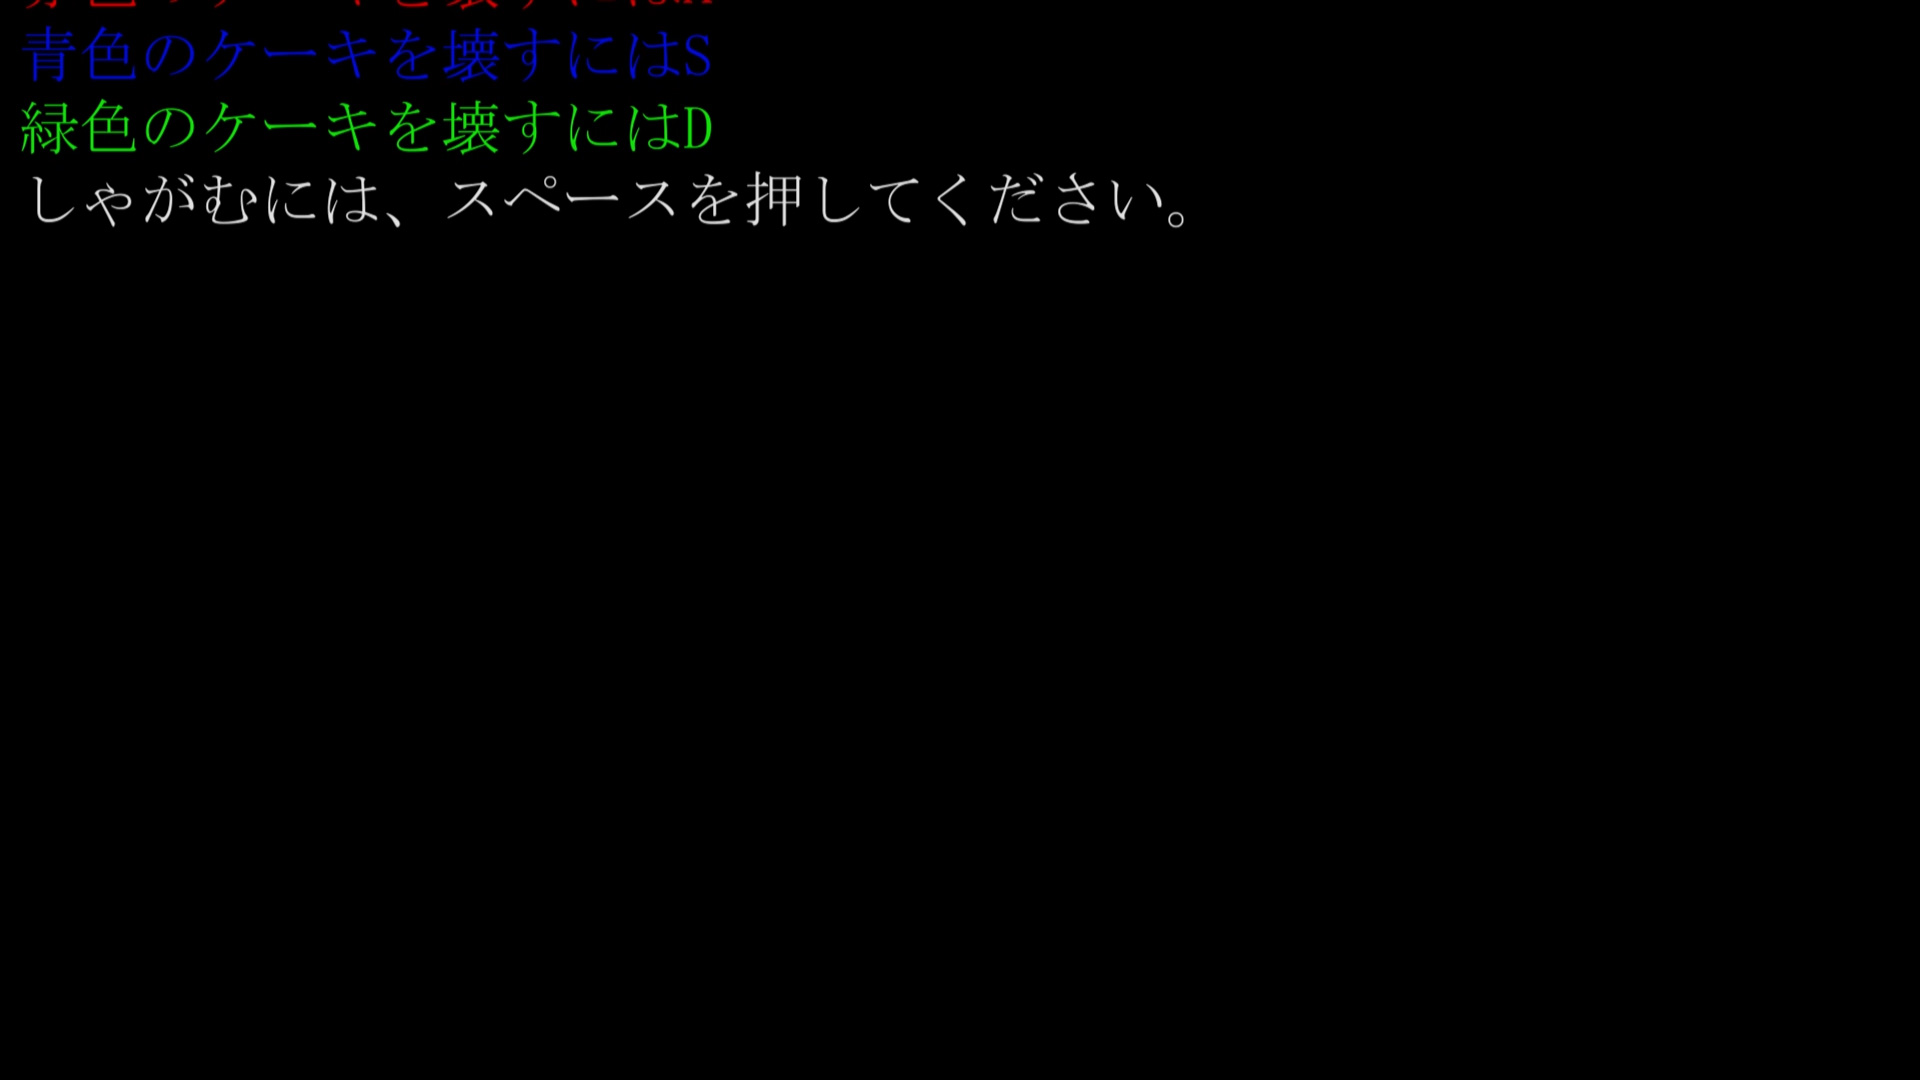 青色のケーキを壊すにはS
緑色のケーキを壊すにはD
しゃがむには、スペースを押してください。